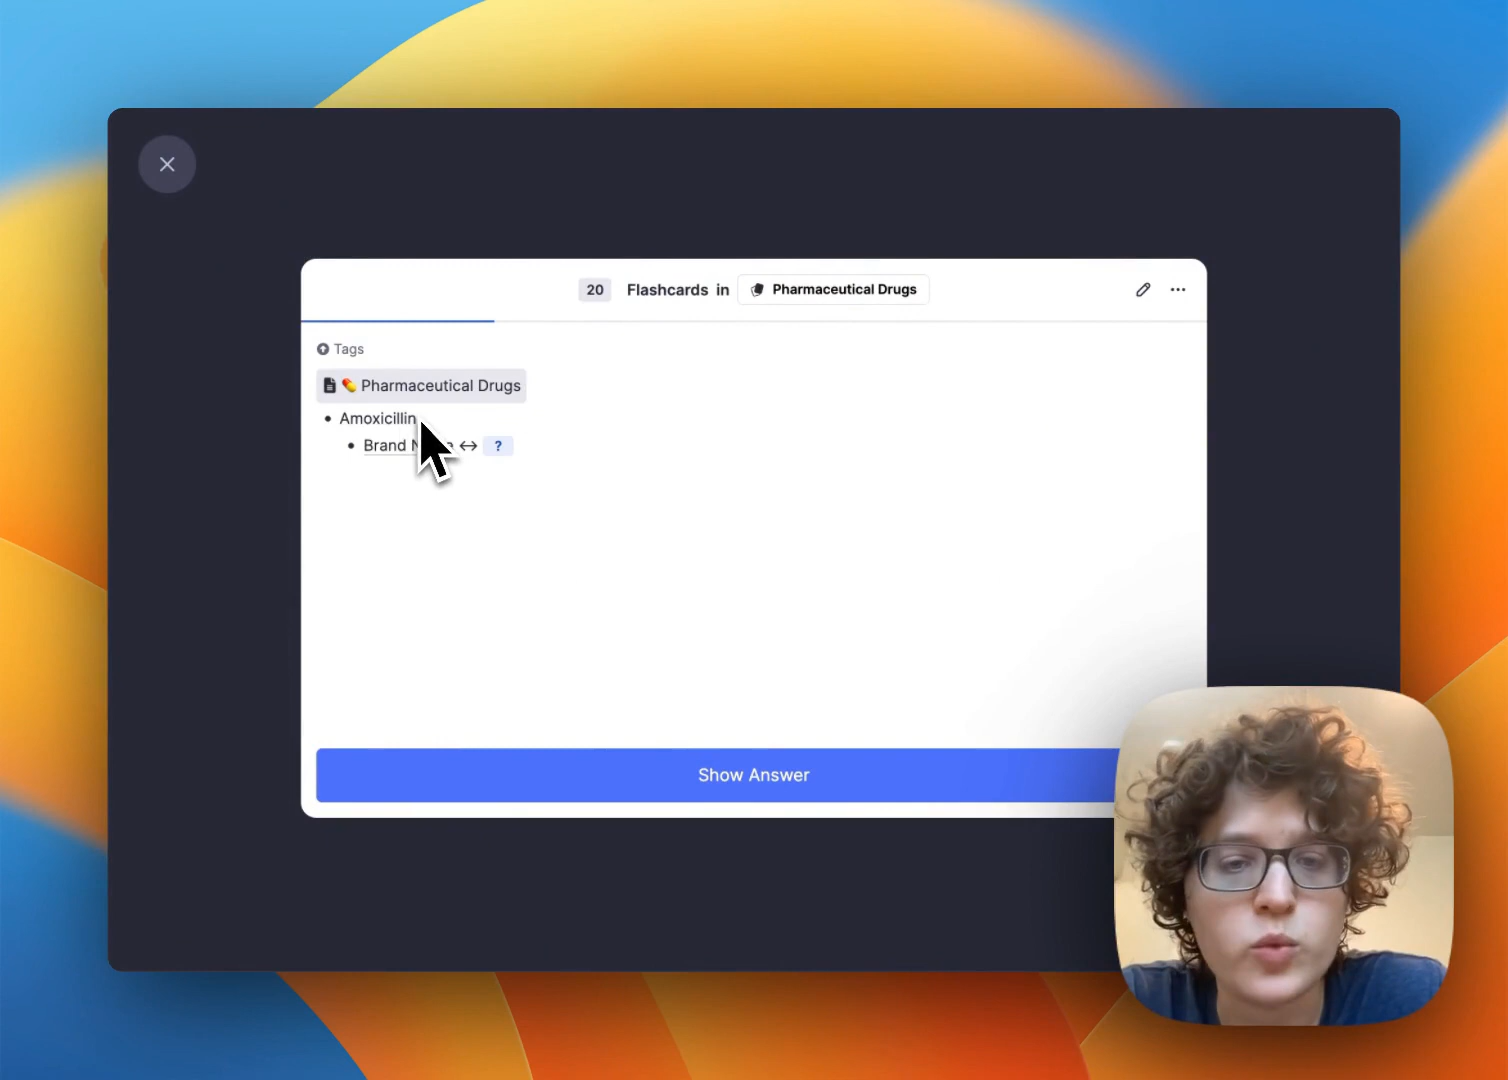 20 Flashcards in Pharmaceutical Drugs
Tags
Pharmaceutical Drugs
Amoxicillin
Brand ?
Show Answer